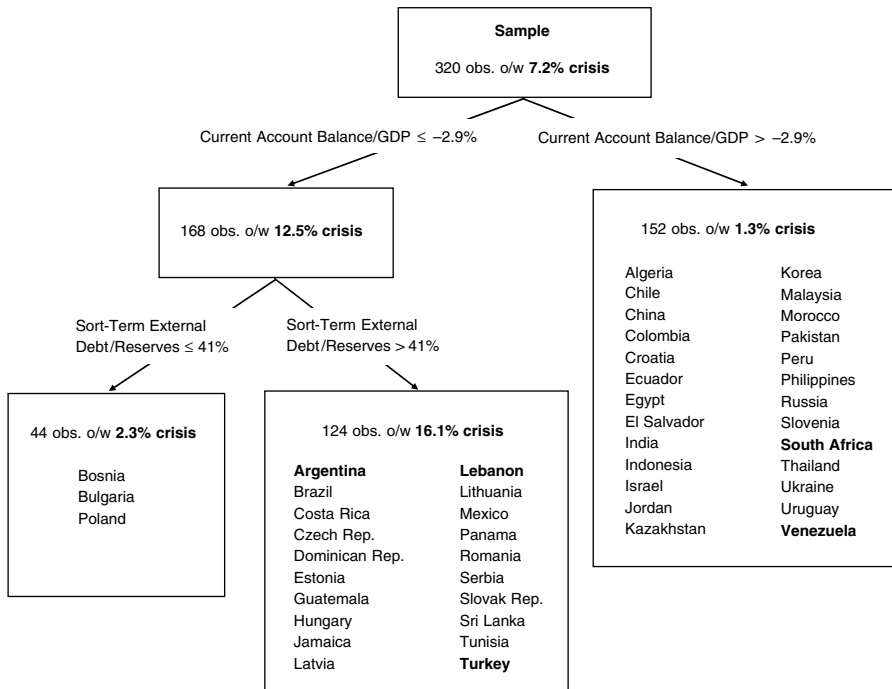 Sample
320 obs. o/w 7.2% crisis
Current Account Balance/GDP ≤ −2.9%
Current Account Balance/GDP > −2.9%
168 obs. o/w 12.5% crisis
152 obs. o/w 1.3% crisis
Algeria
Chile
China
Colombia
Croatia
Ecuador
Egypt
El Salvador
India
Indonesia
Israel
Jordan
Kazakhstan
Korea
Malaysia
Morocco
Pakistan
Peru
Philippines
Russia
Slovenia
South Africa
Thailand
Ukraine
Uruguay
Venezuela
Sort-Term External
Debt/Reserves ≤ 41%
Sort-Term External
Debt/Reserves > 41%
44 obs. o/w 2.3% crisis
Bosnia
Bulgaria
Poland
124 obs. o/w 16.1% crisis
Argentina
Brazil
Costa Rica
Czech Rep.
Dominican Rep.
Estonia
Guatemala
Hungary
Jamaica
Latvia
Lebanon
Lithuania
Mexico
Panama
Romania
Serbia
Slovak Rep.
Sri Lanka
Tunisia
Turkey